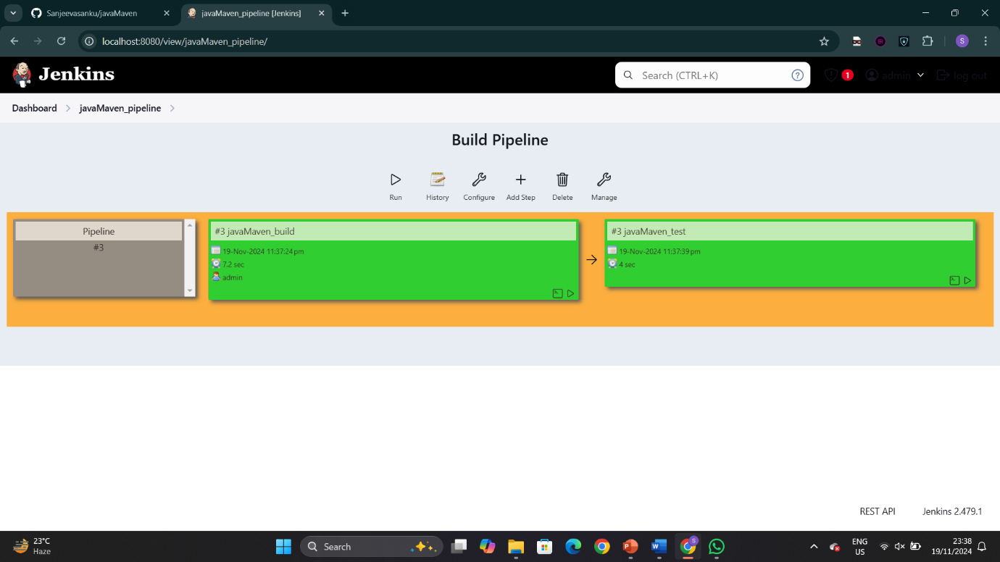 Sanjeevasanku/javaMaven
javaMaven_pipeline [Jenkins]
localhost:8080/view/javaMaven_pipeline/
S
Jenkins
Search (CTRL+K)
?
1
admin
log out
Dashboard
javaMaven_pipeline
Build Pipeline
Run
History
Configure
Add Step
Delete
Manage
Pipeline
#3
#3 javaMaven_build
19-Nov-2024 11:37:24 pm
7.2 sec
admin
#3 javaMaven_test
19-Nov-2024 11:37:39 pm
4 sec
REST API
Jenkins 2.479.1
23°C
Haze
Search
ENG
US
23:38
19/11/2024